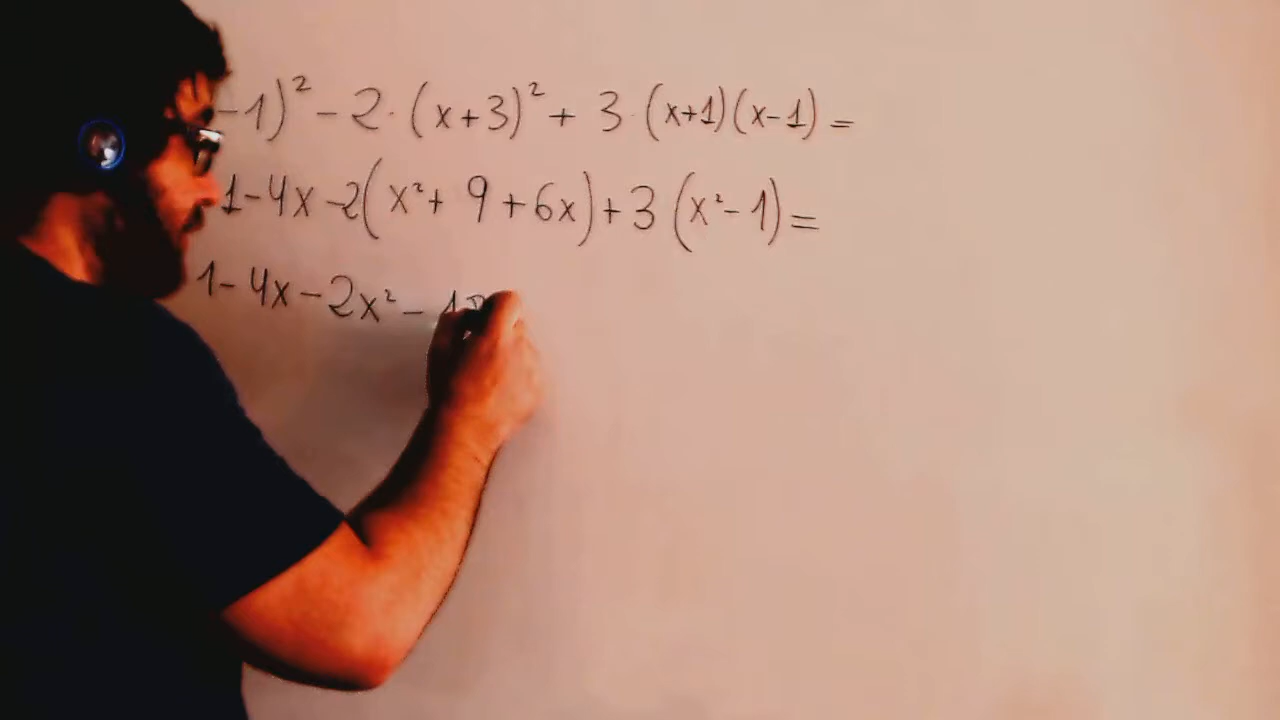 -1)² - 2·(x+3)² + 3·(x+1)(x-1) =
1-4x-2(x²+9+6x)+3(x²-1)=
1-4x-2x²-18